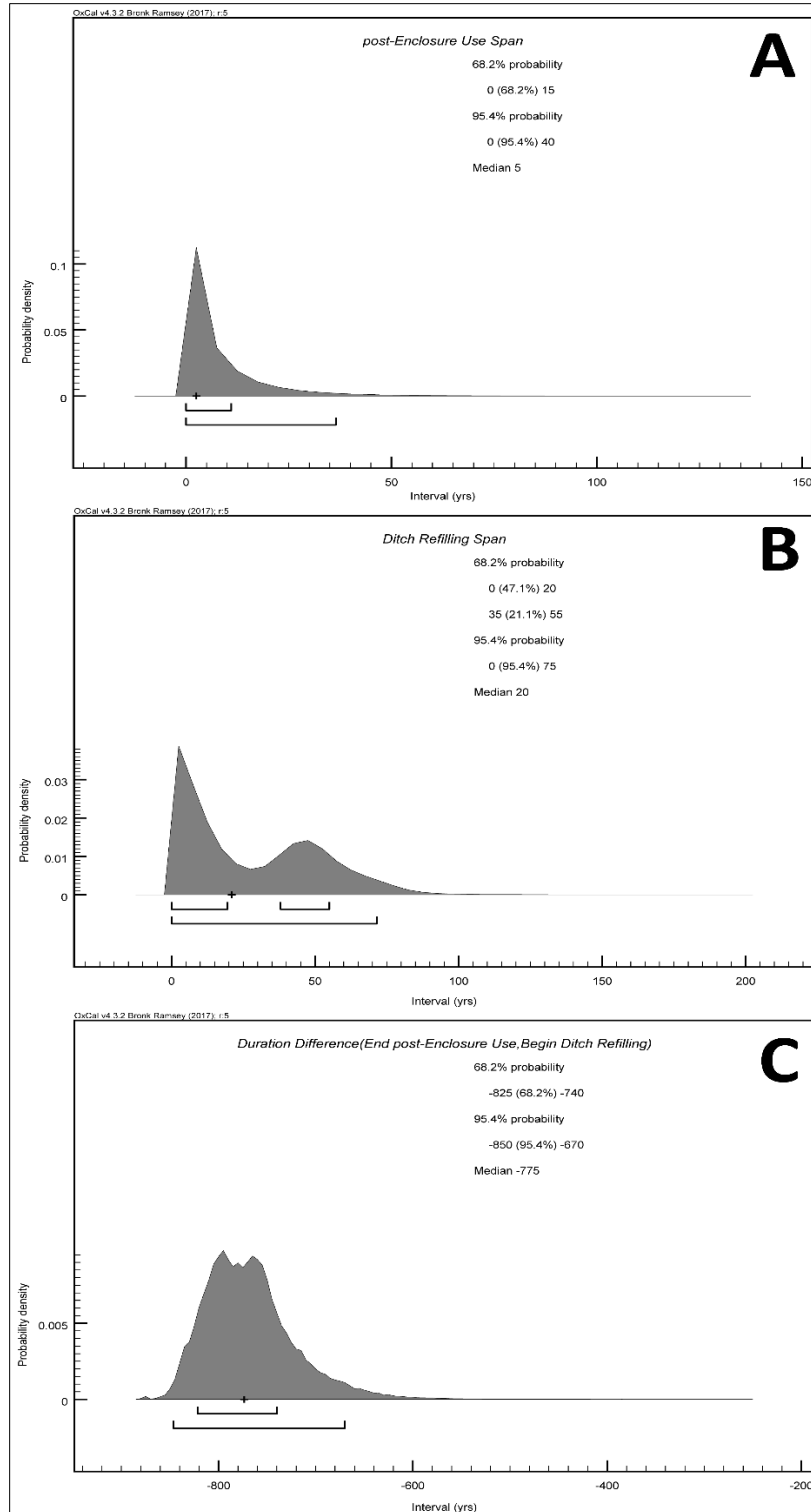 OxCal v4.3.2 Bronk Ramsey (2017); r:5
post-Enclosure Use Span
A
68.2% probability
0 (68.2%) 15
95.4% probability
0 (95.4%) 40
Median 5
Probability density
0.1
0.05
0
0 50 100 150
Interval (yrs)
OxCal v4.3.2 Bronk Ramsey (2017); r:5
Ditch Refilling Span
B
68.2% probability
0 (47.1%) 20
35 (21.1%) 55
95.4% probability
0 (95.4%) 75
Median 20
Probability density
0.03
0.02
0.01
0
0 50 100 150 200
Interval (yrs)
OxCal v4.3.2 Bronk Ramsey (2017); r:5
Duration Difference(End post-Enclosure Use,Begin Ditch Refilling)
C
68.2% probability
-825 (68.2%) -740
95.4% probability
-850 (95.4%) -670
Median -775
Probability density
0.005
0
-800 -600 -400 -200
Interval (yrs)